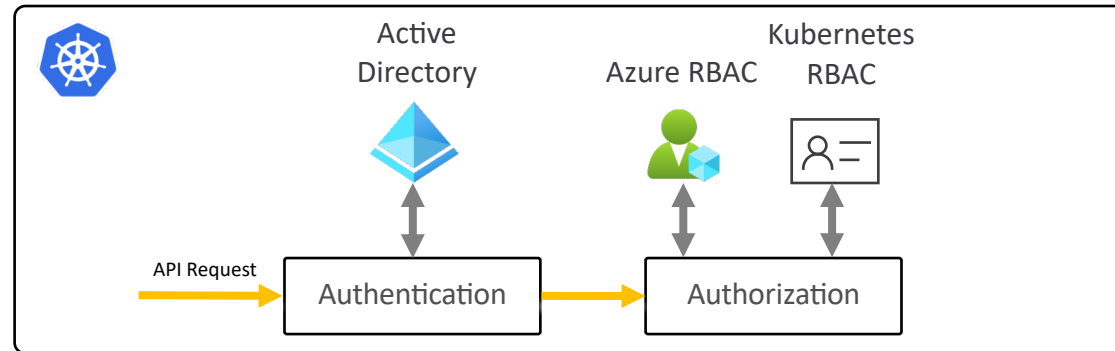 Active
Directory
Azure RBAC
Kubernetes
RBAC
API Request
Authentication
Authorization